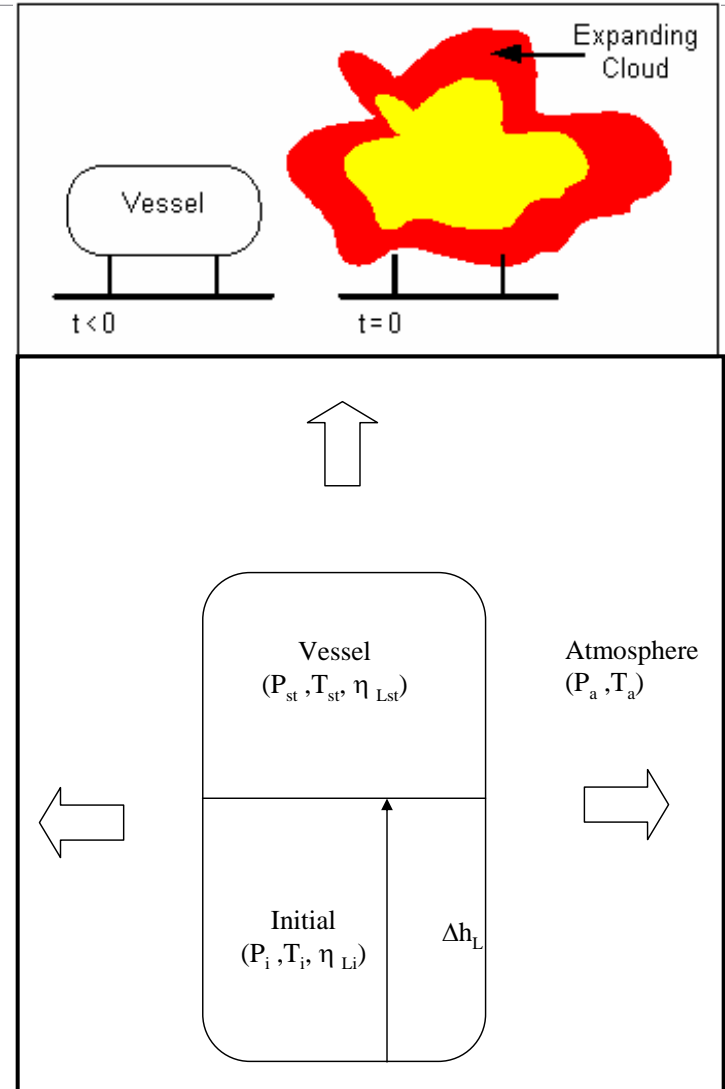 Expanding
Cloud
Vessel
t < 0
t = 0
Vessel
(P_st ,T_st, η_Lst)
Atmosphere
(P_a ,T_a)
Initial
(P_i ,T_i, η_Li)
Δh_L